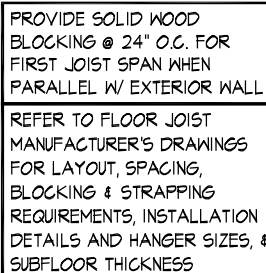 PROVIDE SOLID WOOD
BLOCKING @ 24" O.C. FOR
FIRST JOIST SPAN WHEN
PARALLEL W/ EXTERIOR WALL
REFER TO FLOOR JOIST
MANUFACTURER'S DRAWINGS
FOR LAYOUT, SPACING,
BLOCKING & STRAPPING
REQUIREMENTS, INSTALLATION
DETAILS AND HANGER SIZES, &
SUBFLOOR THICKNESS